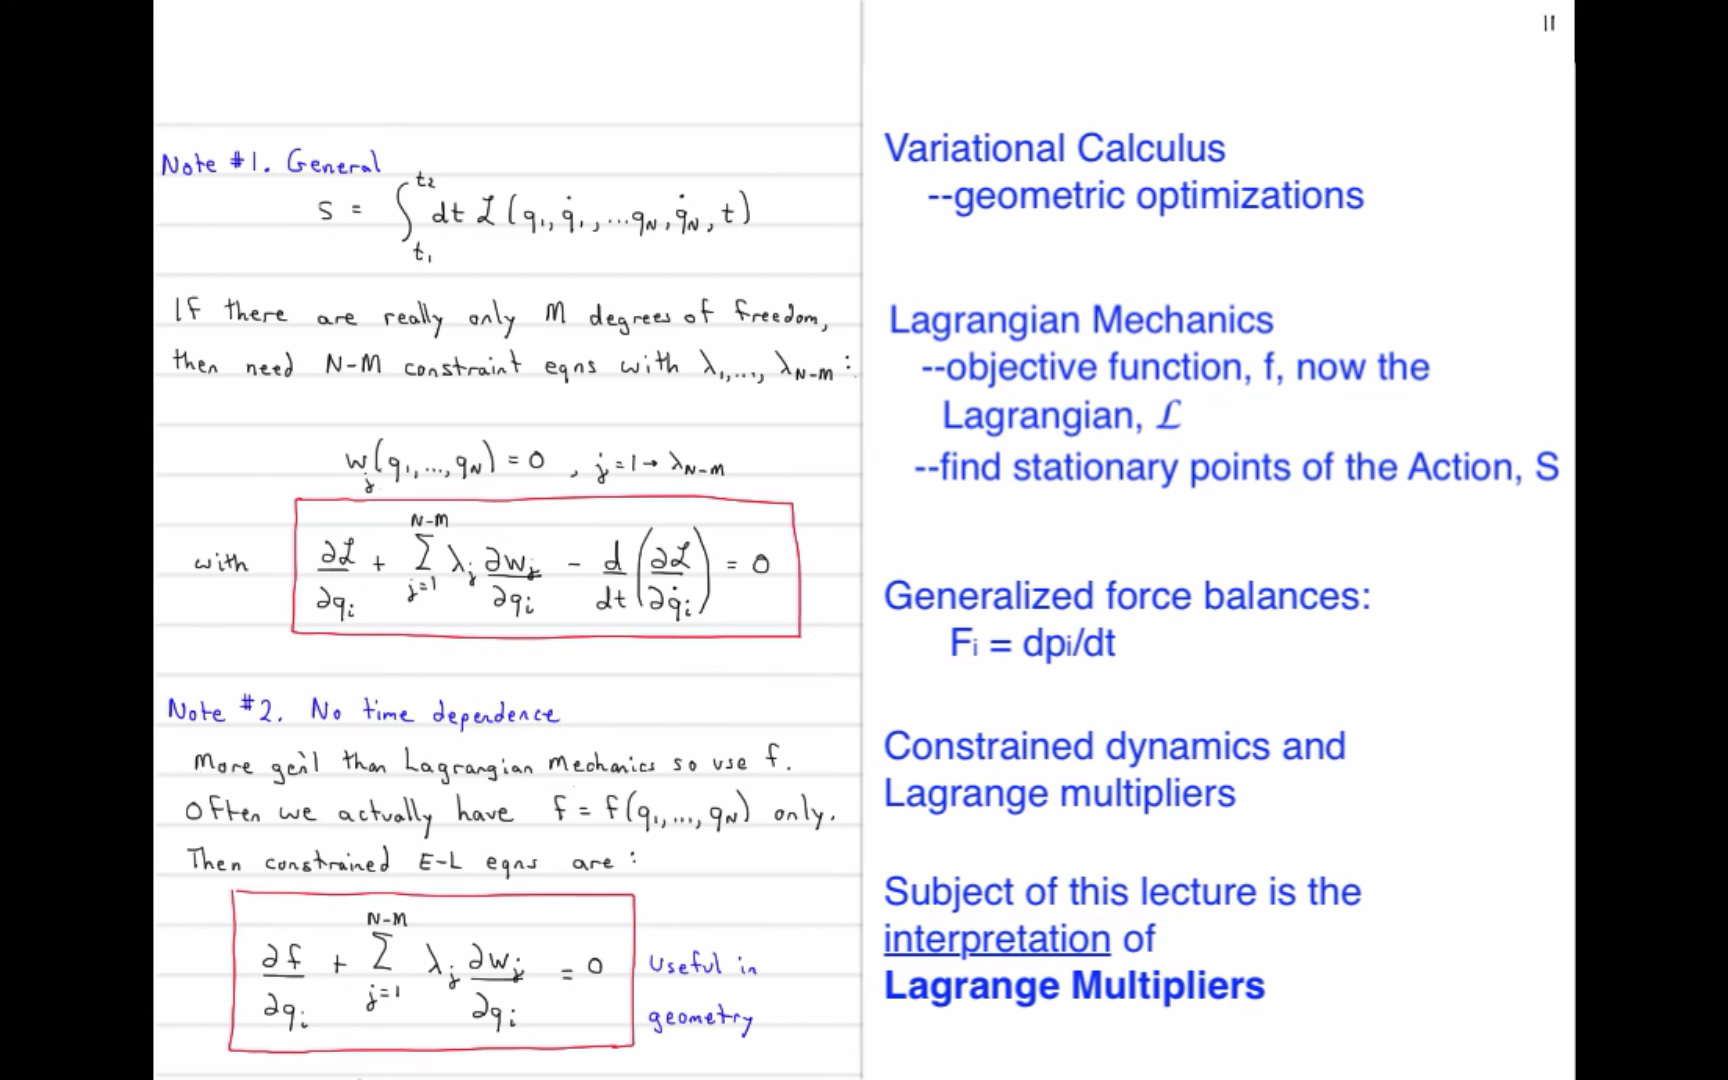 11
Note #1. General
S = ∫_{t₁}^{t₂} dt ℒ (q₁, q̇₁, ...q_N, q̇_N, t)
If there are really only M degrees of freedom,
then need N-M constraint eqns with λ₁,..., λ_{N-M} :
w_j(q₁,...,q_N) = 0 , j = 1 → λ_{N-M}
with ∂ℒ/∂q_i + Σ_{j=1}^{N-M} λ_j ∂w_j/∂q_i - d/dt (∂ℒ/∂q̇_i) = 0
Note #2. No time dependence
More gen'l than Lagrangian Mechanics so use f.
Often we actually have f = f(q₁,..., q_N) only.
Then constrained E-L eqns are :
∂f/∂q_i + Σ_{j=1}^{N-M} λ_j ∂w_j/∂q_i = 0
Useful in
geometry
Variational Calculus
--geometric optimizations
Lagrangian Mechanics
--objective function, f, now the
Lagrangian, ℒ
--find stationary points of the Action, S
Generalized force balances:
Fᵢ = dpᵢ/dt
Constrained dynamics and
Lagrange multipliers
Subject of this lecture is the
interpretation of
Lagrange Multipliers